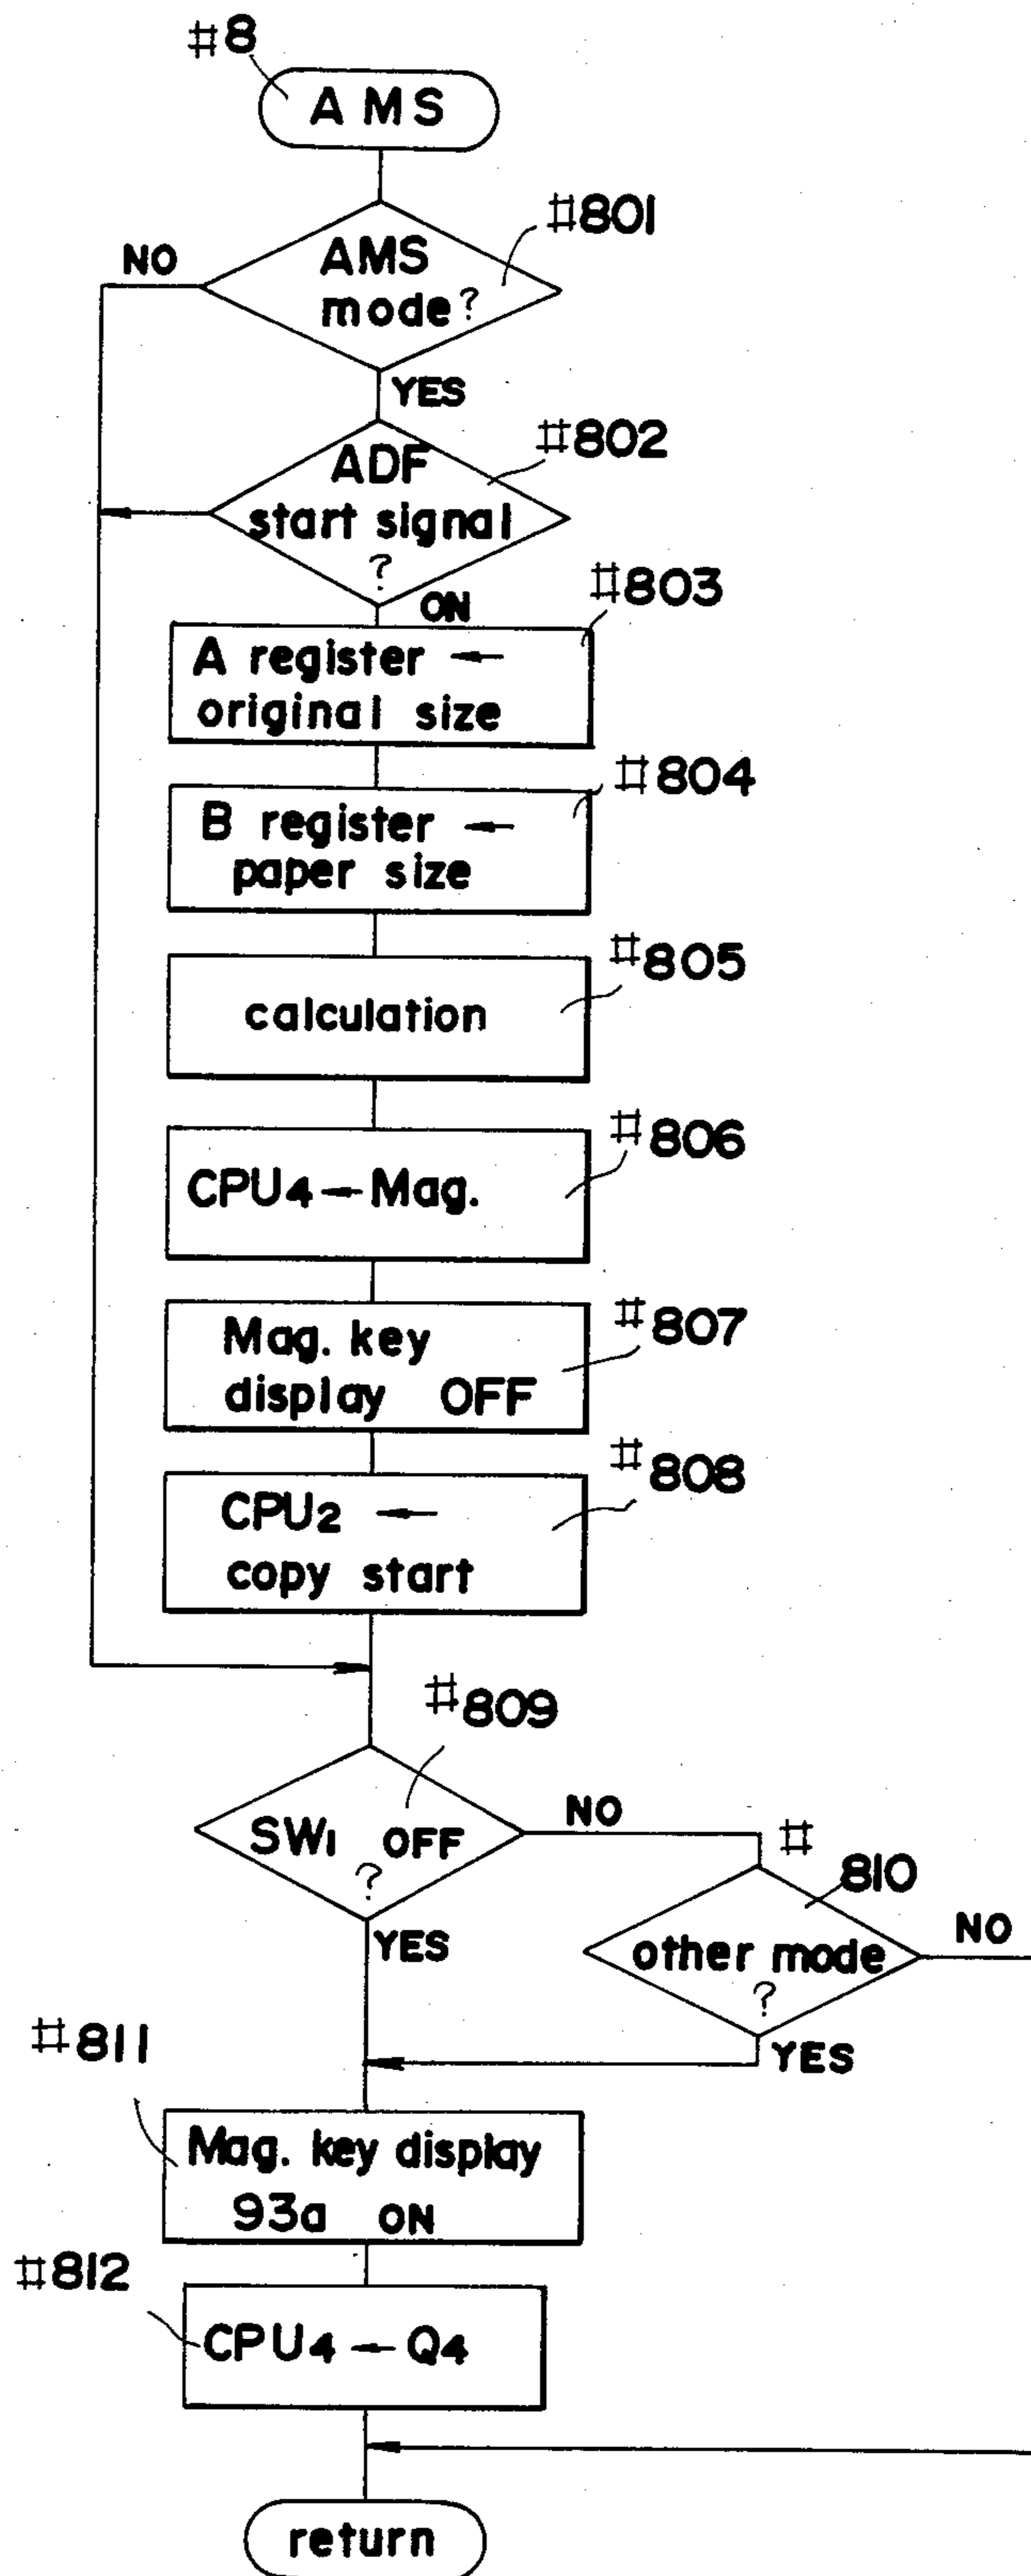 #8
AMS
#801
NO
AMS
mode?
YES
#802
ADF
start signal
?
ON
#803
A register ←
original size
#804
B register ←
paper size
#805
calculation
#806
CPU4 ← Mag.
#807
Mag. key
display OFF
#808
CPU2 ←
copy start
#809
NO
SW1 OFF
?
#
810
NO
YES
other mode
?
YES
#811
Mag. key display
93a ON
#812
CPU4 ← Q4
return